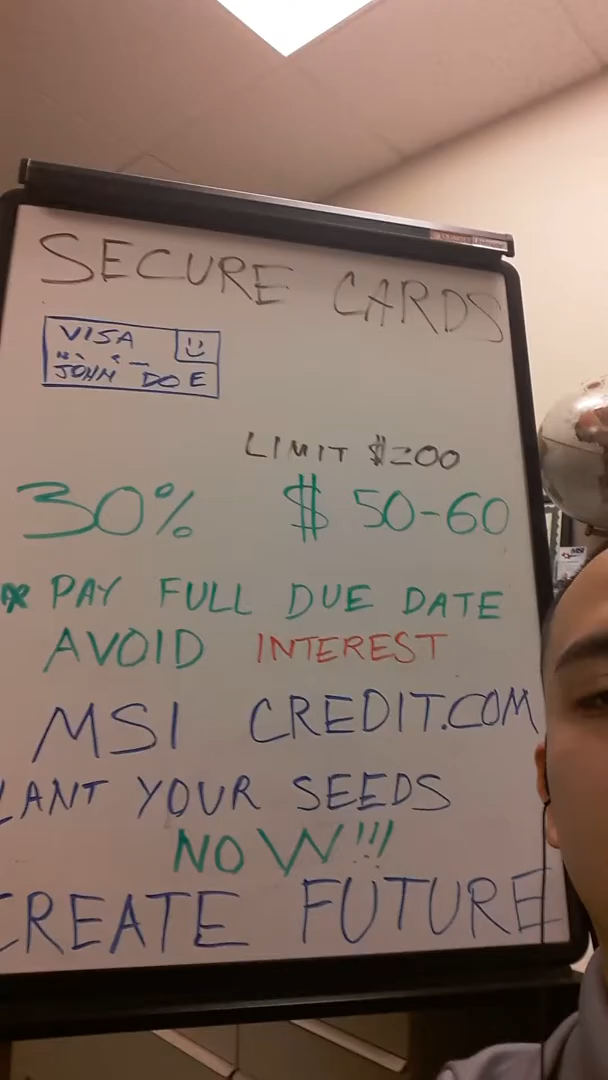 SECURE CARDS
VISA
JOHN DOE
LIMIT $200
30% $50-60
PAY FULL DUE DATE
AVOID INTEREST
MSI CREDIT.COM
LANT YOUR SEEDS
NOW!!!
CREATE FUTURE